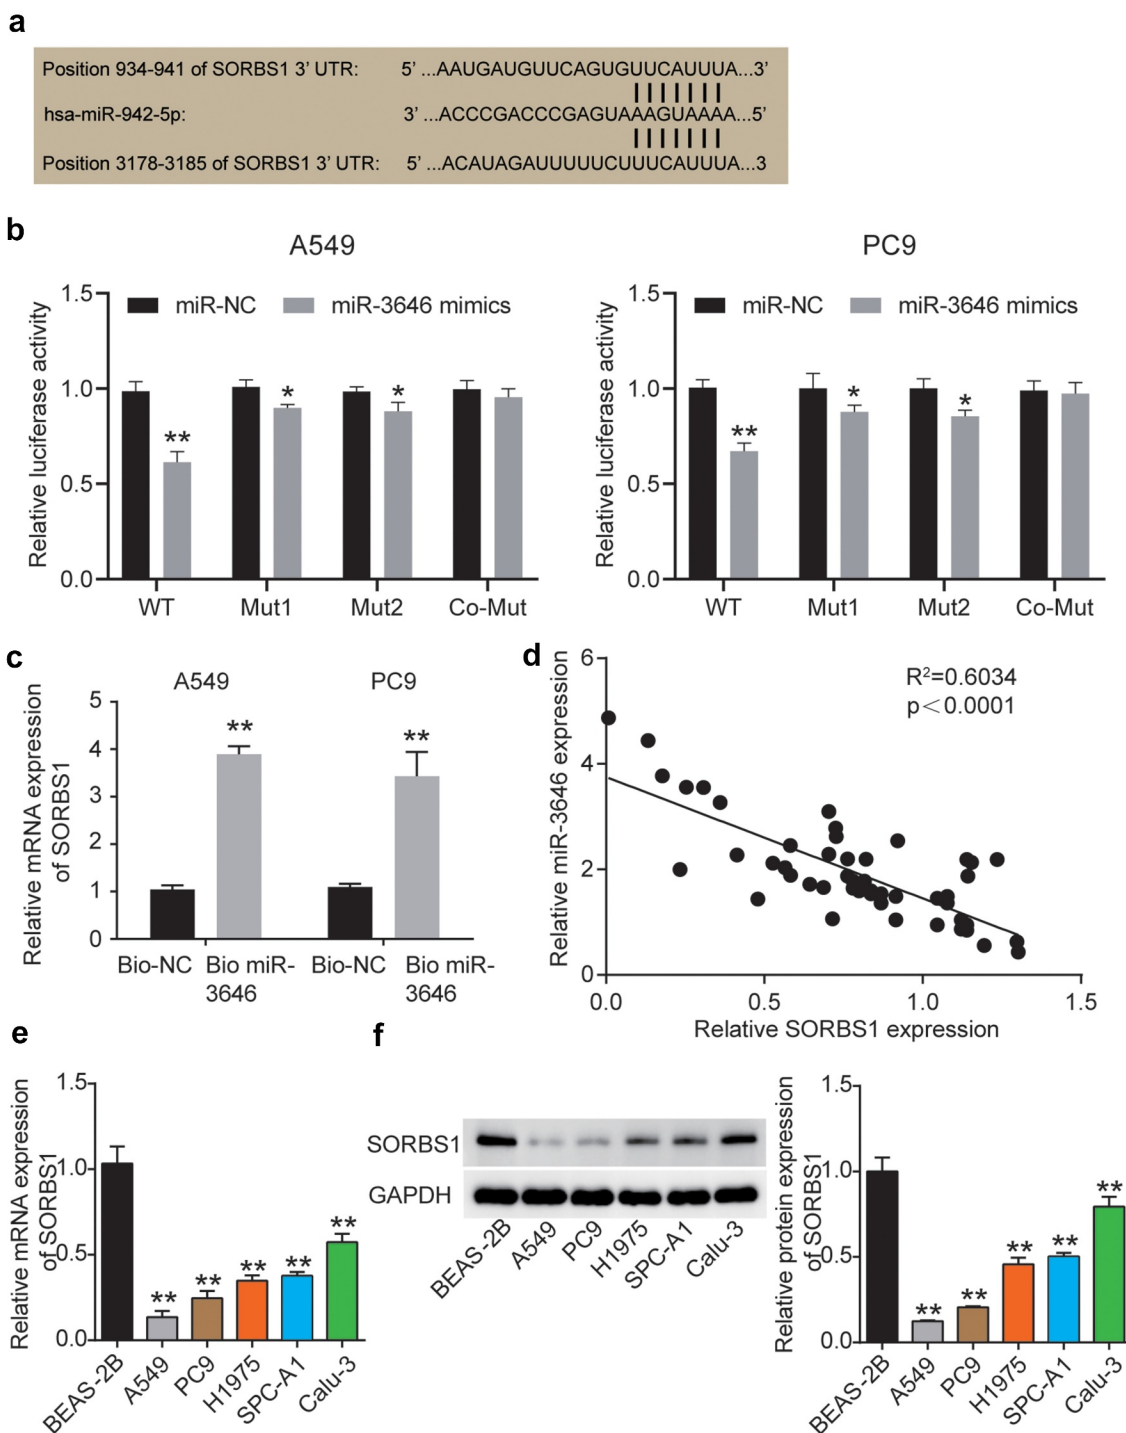 a
Position 934-941 of SORBS1 3’ UTR: 5’ ...AAUGAUGUUCAGUGUUCAUUUA...3’
hsa-miR-942-5p: 3’ ...ACCCGACCCGAGUAAAGUAAAA...5’
Position 3178-3185 of SORBS1 3’ UTR: 5’ ...ACAUAGAUUUUUCUUUCAUUUA...3
b
A549
Relative luciferase activity
1.5
1.0
0.5
0.0
miR-NC
miR-3646 mimics
**
*
*
WT Mut1 Mut2 Co-Mut
PC9
Relative luciferase activity
1.5
1.0
0.5
0.0
miR-NC
miR-3646 mimics
**
*
*
WT Mut1 Mut2 Co-Mut
c
Relative mRNA expression
of SORBS1
A549 PC9
5
4
3
2
1
0
**
**
Bio-NC Bio miR-
3646
Bio-NC Bio miR-
3646
d
Relative miR-3646 expression
6
4
2
0
R²=0.6034
p<0.0001
0.0 0.5 1.0 1.5
Relative SORBS1 expression
e
Relative mRNA expression
of SORBS1
1.5
1.0
0.5
0.0
** ** ** ** **
BEAS-2B A549 PC9 H1975 SPC-A1 Calu-3
f
SORBS1
GAPDH
BEAS-2B A549 PC9 H1975 SPC-A1 Calu-3
Relative protein expression
of SORBS1
1.5
1.0
0.5
0.0
** ** ** ** **
BEAS-2B A549 PC9 H1975 SPC-A1 Calu-3